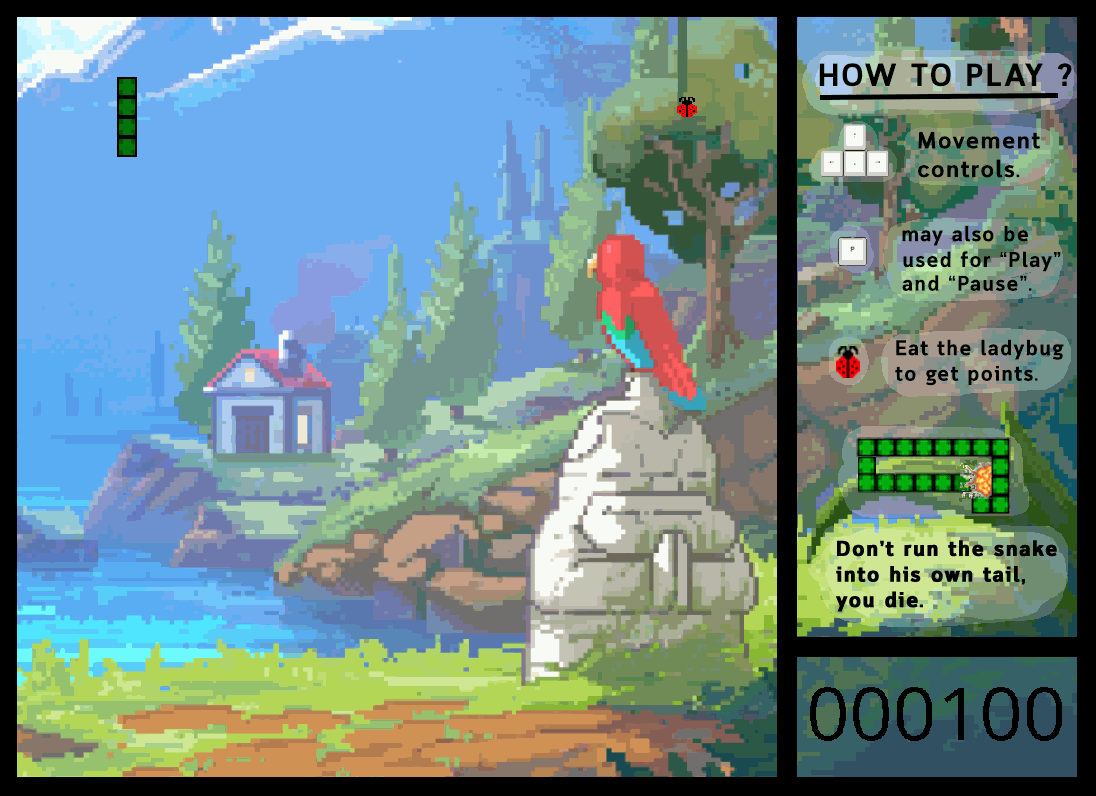 HOW TO PLAY ?
Movement
controls.
P
may also be
used for “Play”
and “Pause”.
Eat the ladybug
to get points.
Don't run the snake
into his own tail,
you die.
000100